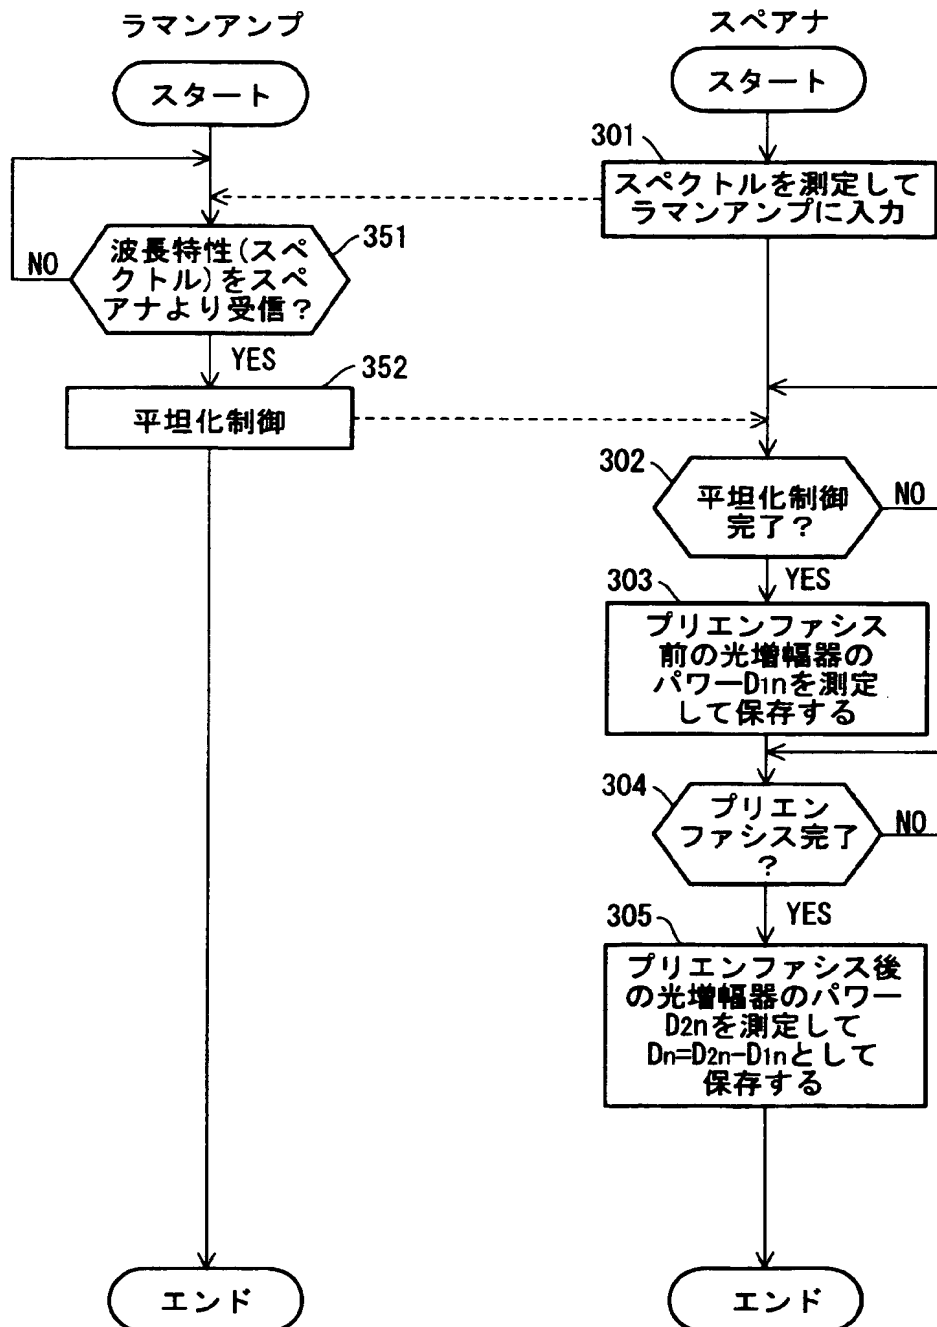 ラマンアンプ
スタート
351
波長特性(スペ
クトル)をスペ
アナより受信?
NO
YES
352
平坦化制御
エンド
スペアナ
スタート
301
スペクトルを測定して
ラマンアンプに入力
302
平坦化制御
完了?
NO
YES
303
プリエンファシス
前の光増幅器の
パワーD1nを測定
して保存する
304
プリエン
ファシス完了
?
NO
YES
305
プリエンファシス後
の光増幅器のパワー
D2nを測定して
Dn=D2n-D1nとして
保存する
エンド